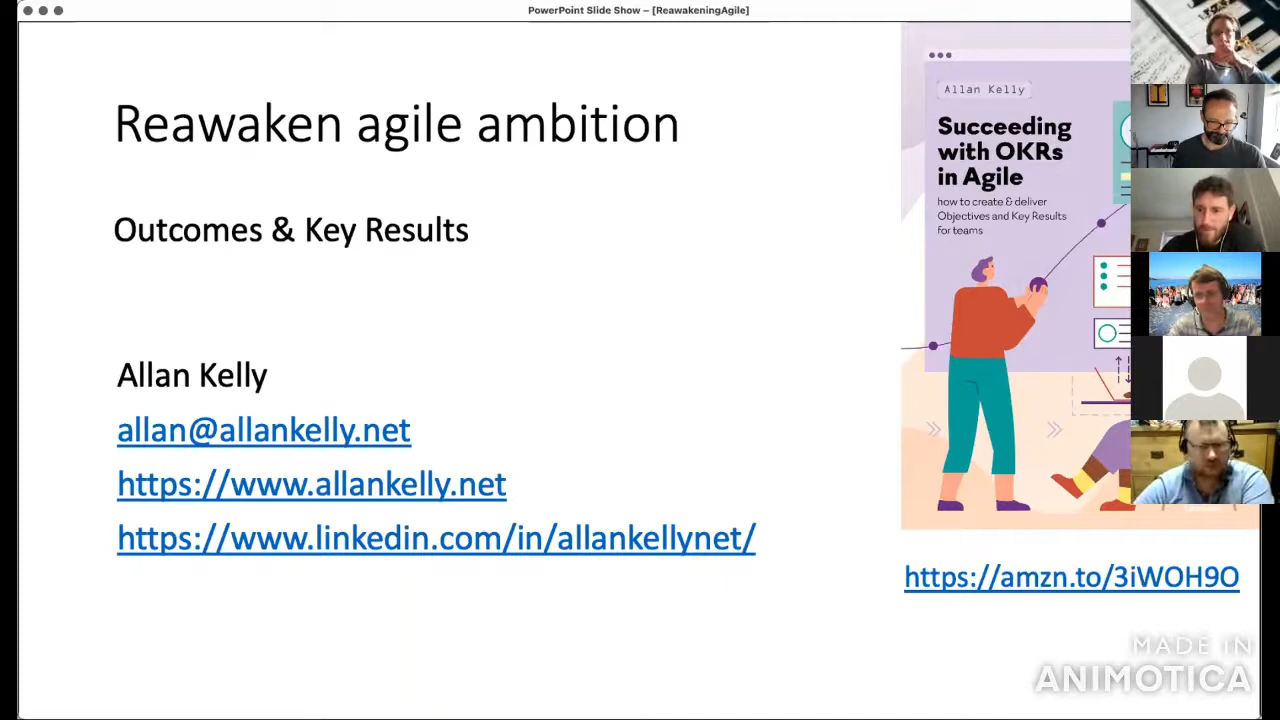 PowerPoint Slide Show – [ReawakeningAgile]
Reawaken agile ambition
Outcomes & Key Results
Allan Kelly
allan@allankelly.net
https://www.allankelly.net
https://www.linkedin.com/in/allankellynet/
Allan Kelly
Succeeding
with OKRs
in Agile
how to create & deliver
Objectives and Key Results
for teams
https://amzn.to/3iWOH9O
MADE IN
ANIMOTICA